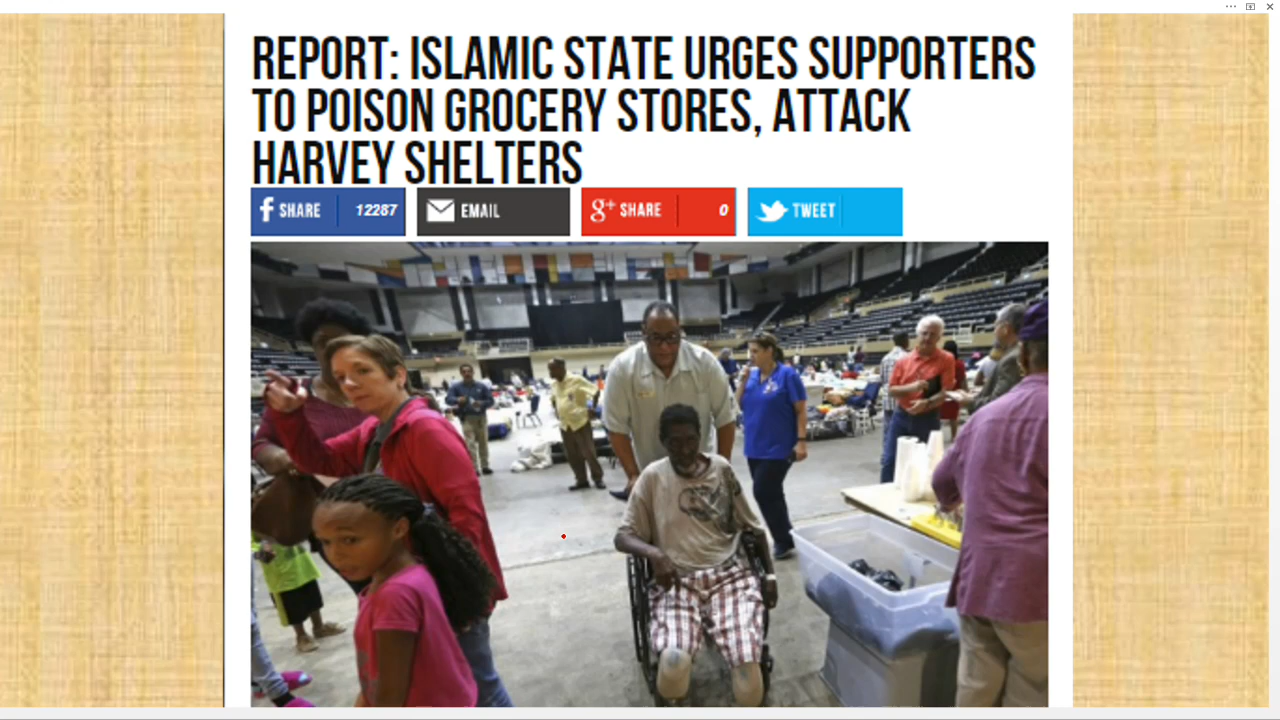 REPORT: ISLAMIC STATE URGES SUPPORTERS
TO POISON GROCERY STORES, ATTACK
HARVEY SHELTERS
f SHARE 12287
EMAIL
g+ SHARE 0
TWEET